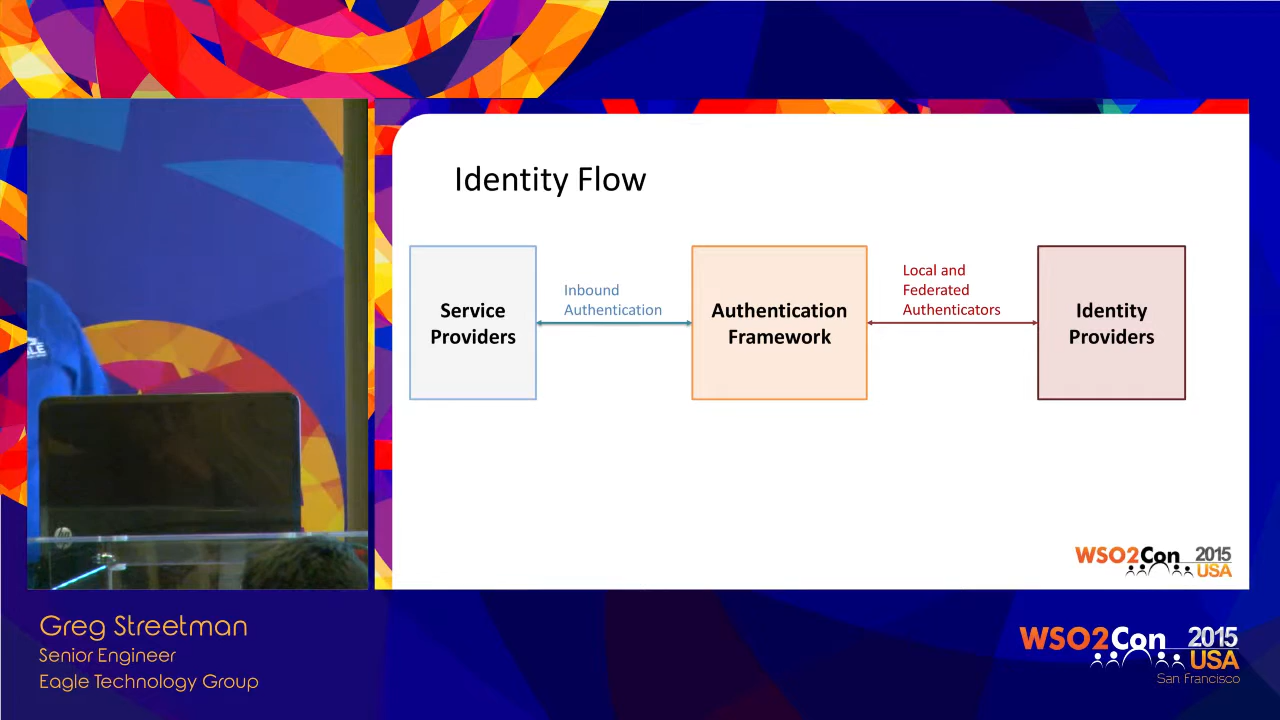 Identity Flow
Service
Providers
Inbound
Authentication
Authentication
Framework
Local and
Federated
Authenticators
Identity
Providers
WSO2Con 2015
USA
hp
Greg Streetman
Senior Engineer
Eagle Technology Group
WSO2Con 2015
USA
San Francisco